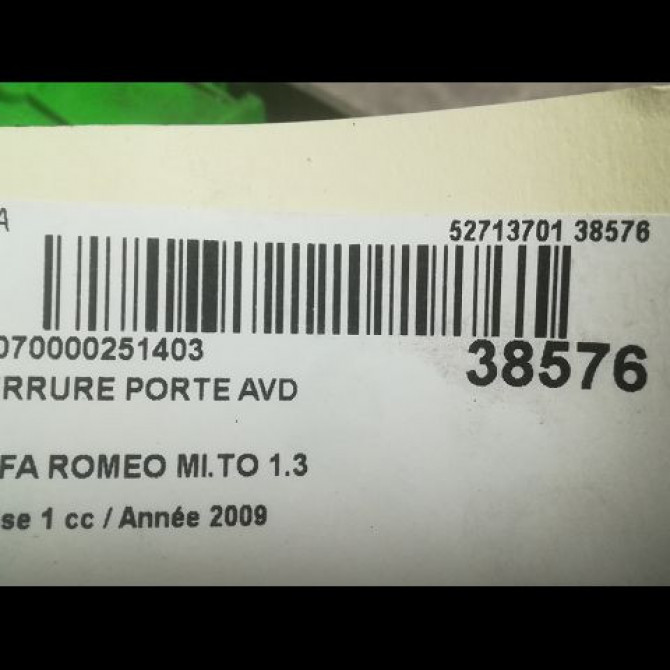 A
52713701 38576
070000251403
38576
RRURE PORTE AVD
FA ROMEO MI.TO 1.3
se 1 cc / Année 2009